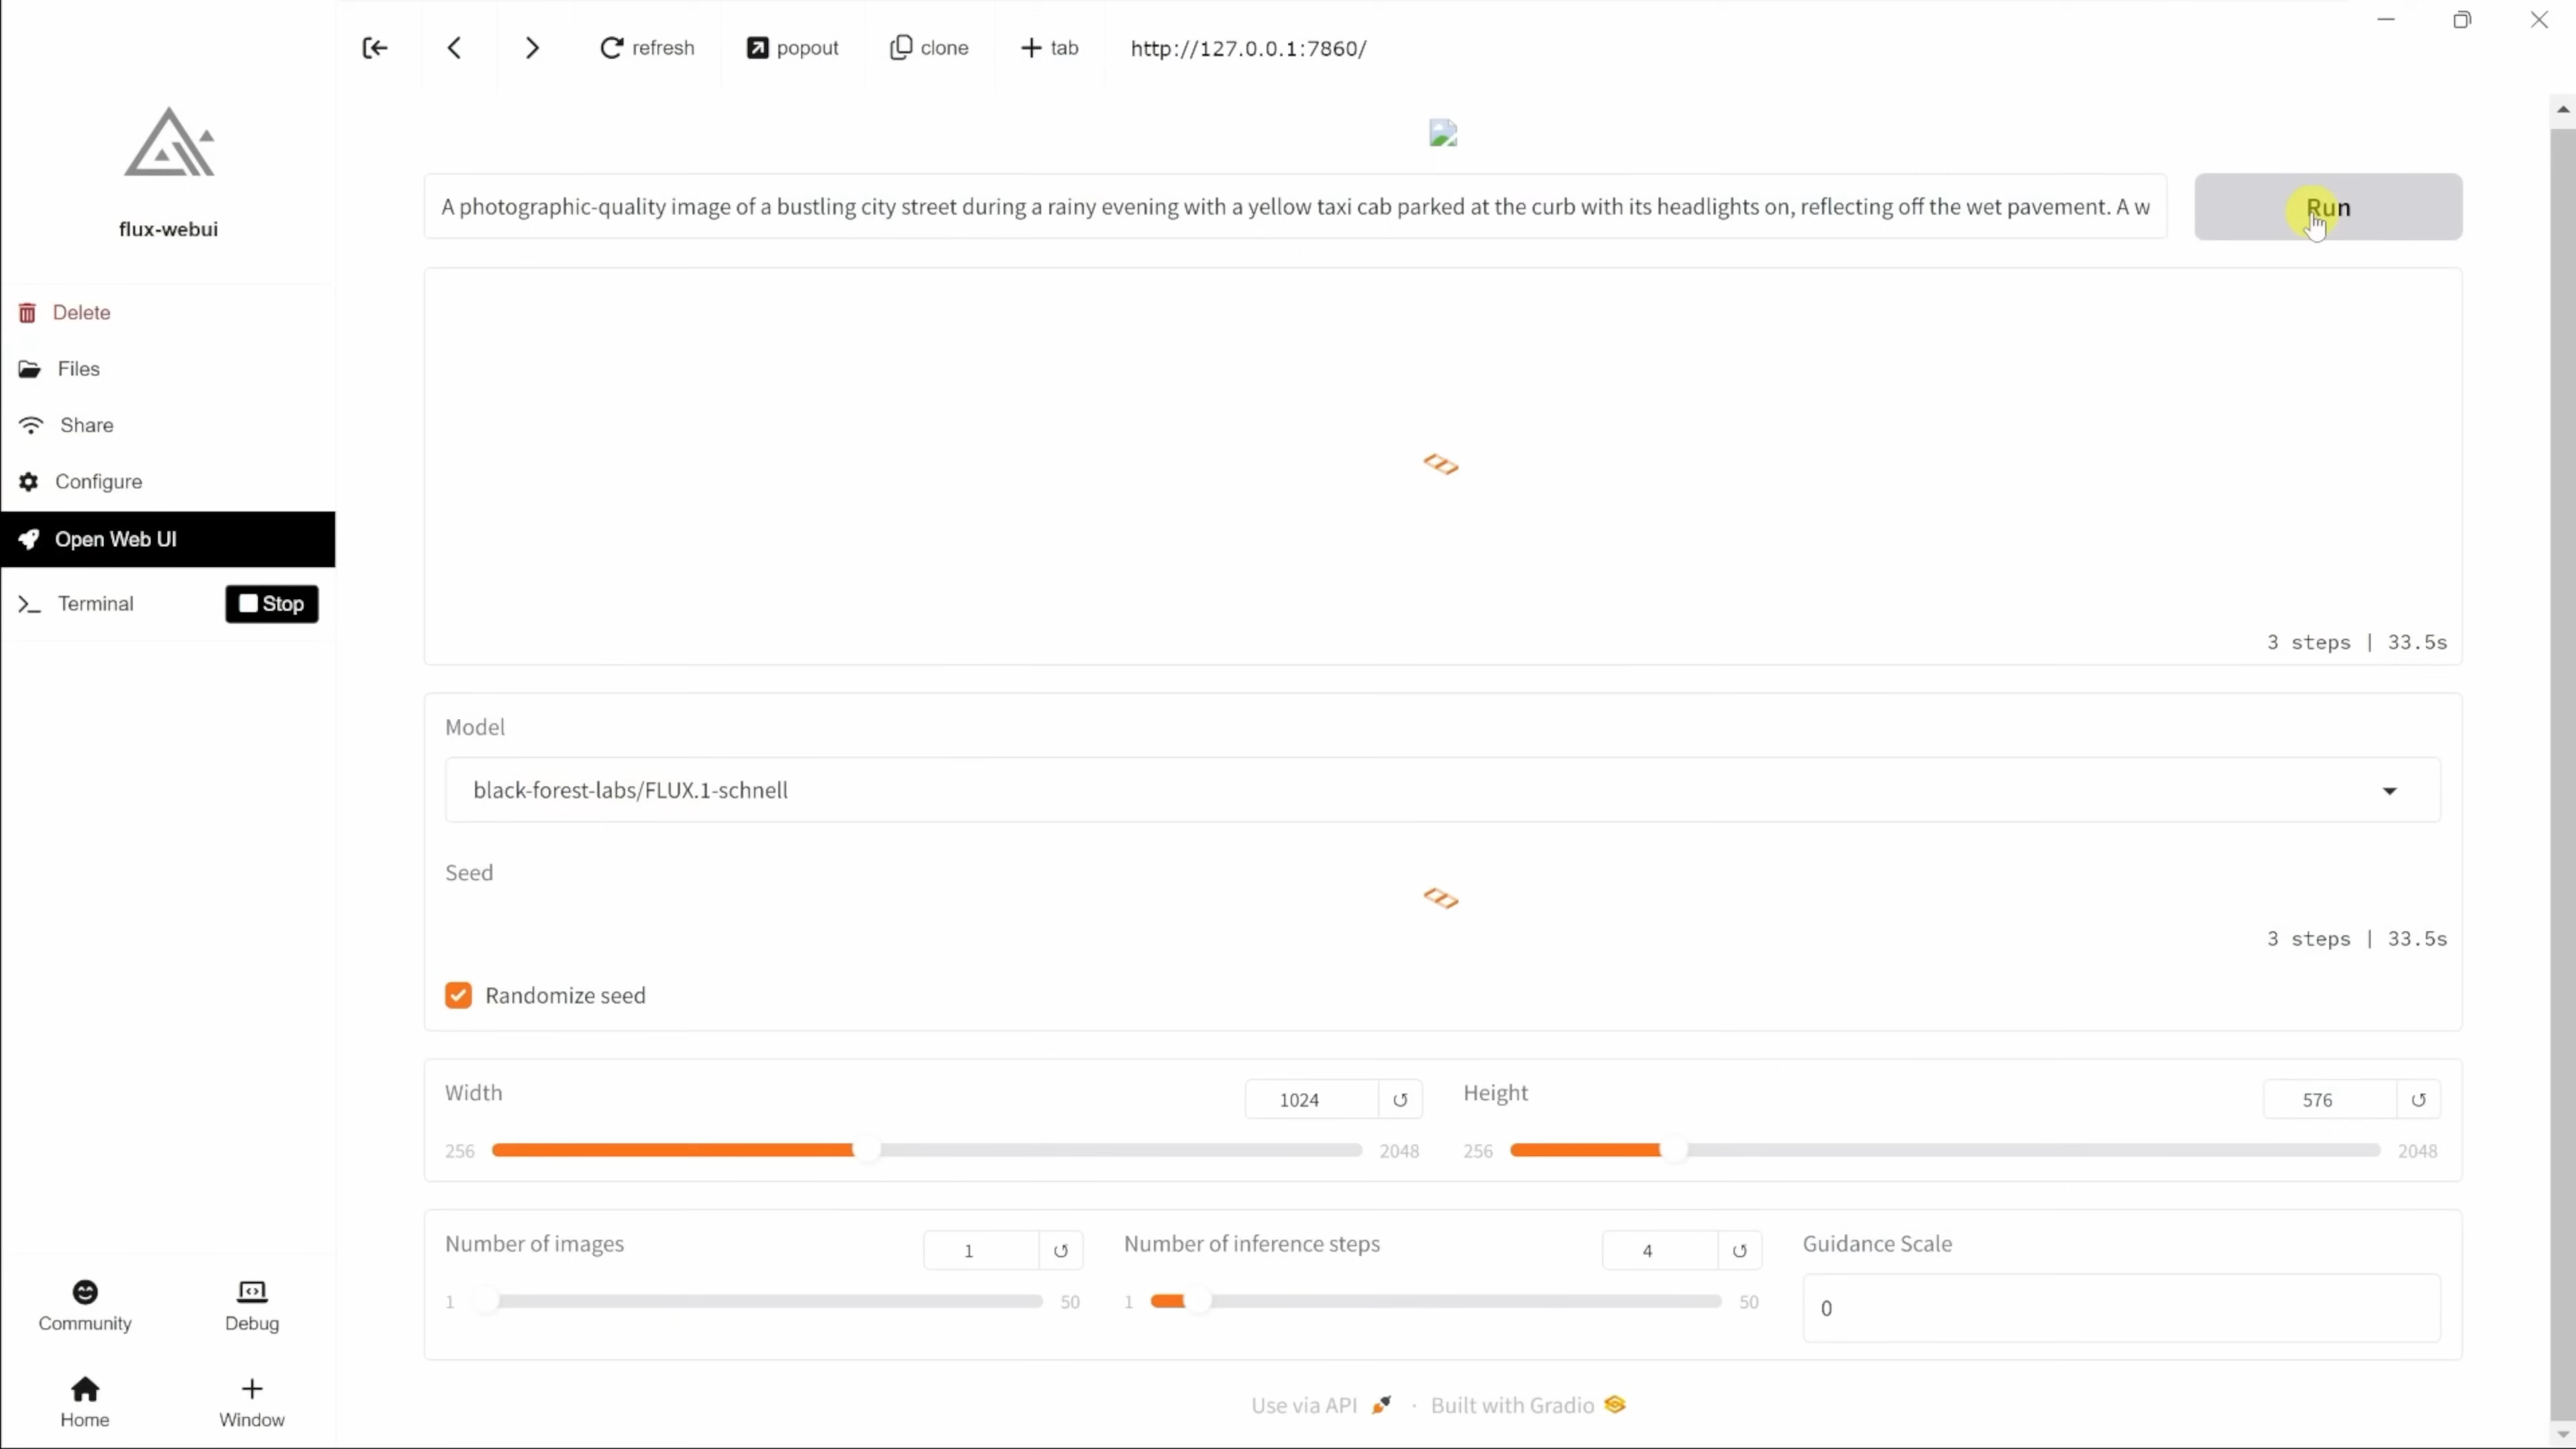 refresh
popout
clone
tab
http://127.0.0.1:7860/
flux-webui
Delete
Files
Share
Configure
Open Web UI
Terminal
Stop
Community
Debug
Home
Window
A photographic-quality image of a bustling city street during a rainy evening with a yellow taxi cab parked at the curb with its headlights on, reflecting off the wet pavement. A w
Run
3 steps | 33.5s
Model
black-forest-labs/FLUX.1-schnell
Seed
3 steps | 33.5s
Randomize seed
Width
1024
256
2048
Height
576
256
2048
Number of images
1
1
50
Number of inference steps
4
1
50
Guidance Scale
0
Use via API · Built with Gradio